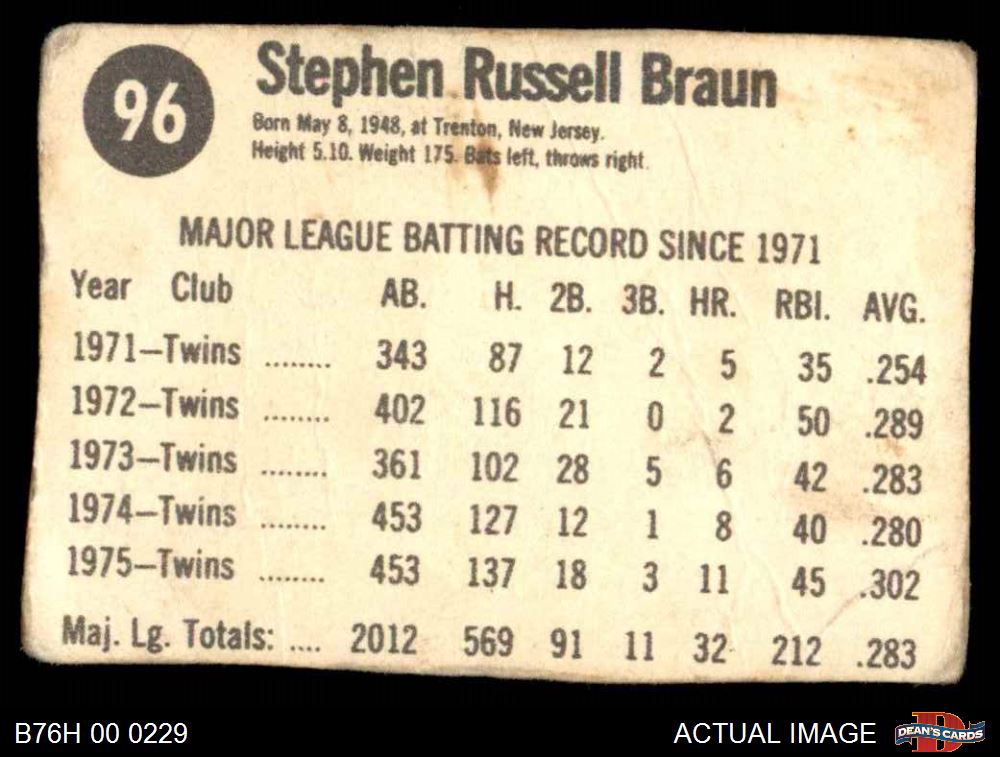 96
Stephen Russell Braun
Born May 8, 1948, at Trenton, New Jersey.
Height 5.10. Weight 175. Bats left, throws right.
MAJOR LEAGUE BATTING RECORD SINCE 1971
Year Club AB. H. 2B. 3B. HR. RBI. AVG.
1971—Twins ........ 343 87 12 2 5 35 .254
1972—Twins ........ 402 116 21 0 2 50 .289
1973—Twins ........ 361 102 28 5 6 42 .283
1974—Twins ........ 453 127 12 1 8 40 .280
1975—Twins ........ 453 137 18 3 11 45 .302
Maj. Lg. Totals: .... 2012 569 91 11 32 212 .283
B76H 00 0229 ACTUAL IMAGE DEAN'S CARDS